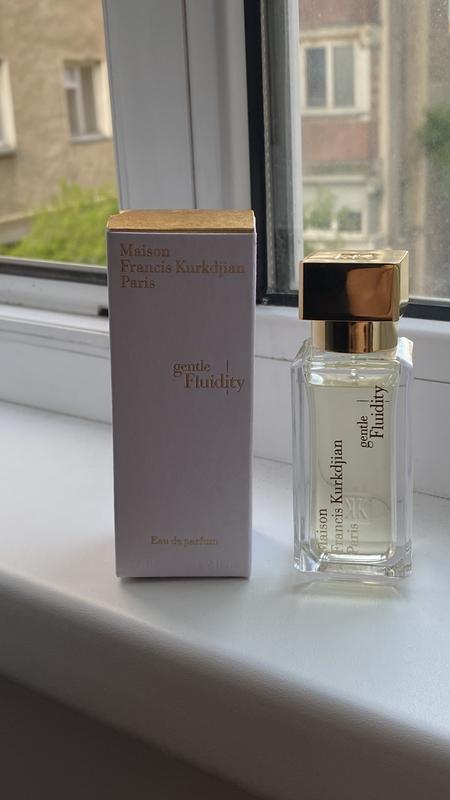 Maison
Francis Kurkdjian
Paris
gentle
Fluidity
Eau de parfum
gentle
Fluidity
Maison
Francis Kurkdjian
Paris